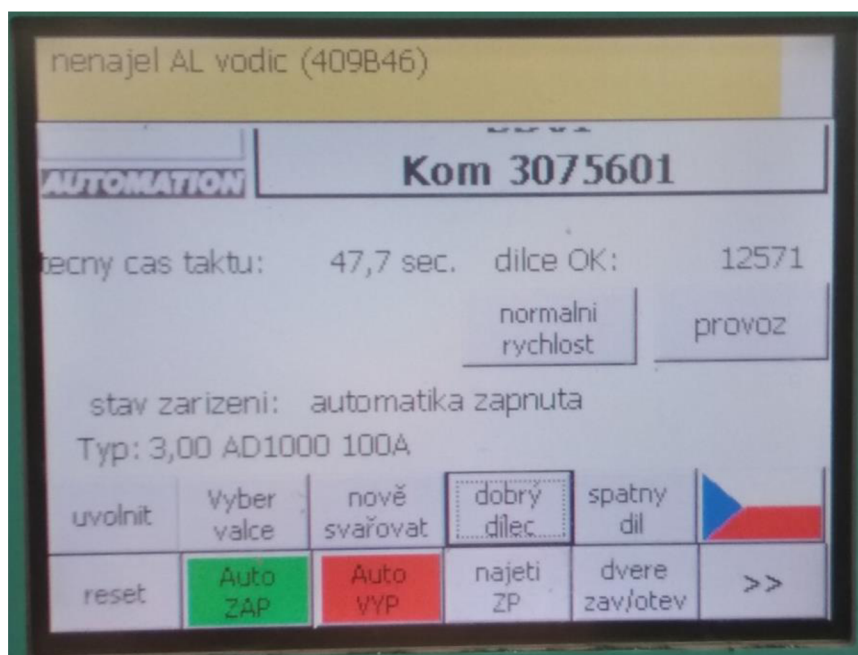 nenajel AL vodic (409B46)
AUTOMATION
Kom 3075601
tecny cas taktu: 47,7 sec. dilce OK: 12571
normalni
rychlost
provoz
stav zarizeni: automatika zapnuta
Typ: 3,00 AD1000 100A
uvolnit
Vyber
valce
nově
svařovat
dobrý
dílec
spatny
dil
reset
Auto
ZAP
Auto
VYP
najeti
ZP
dvere
zav/otev
>>